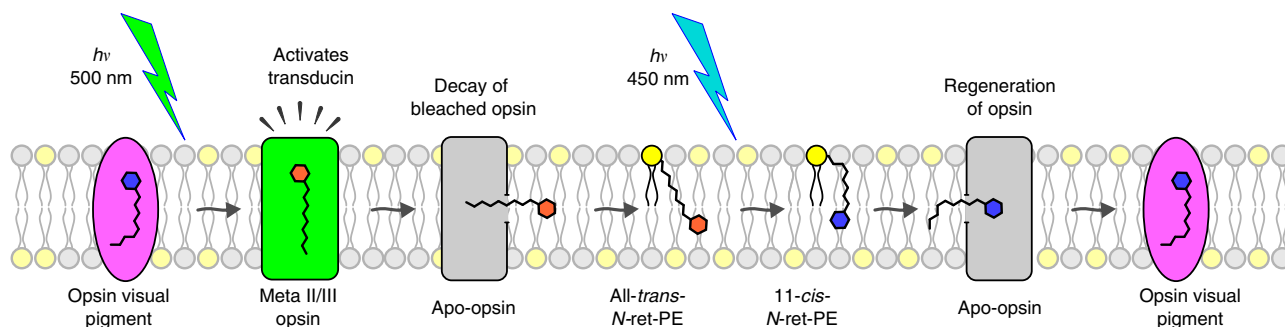 hν
500 nm
Activates
transducin
Decay of
bleached opsin
hν
450 nm
Regeneration
of opsin
Opsin visual
pigment
Meta II/III
opsin
Apo-opsin
All-trans-
N-ret-PE
11-cis-
N-ret-PE
Apo-opsin
Opsin visual
pigment